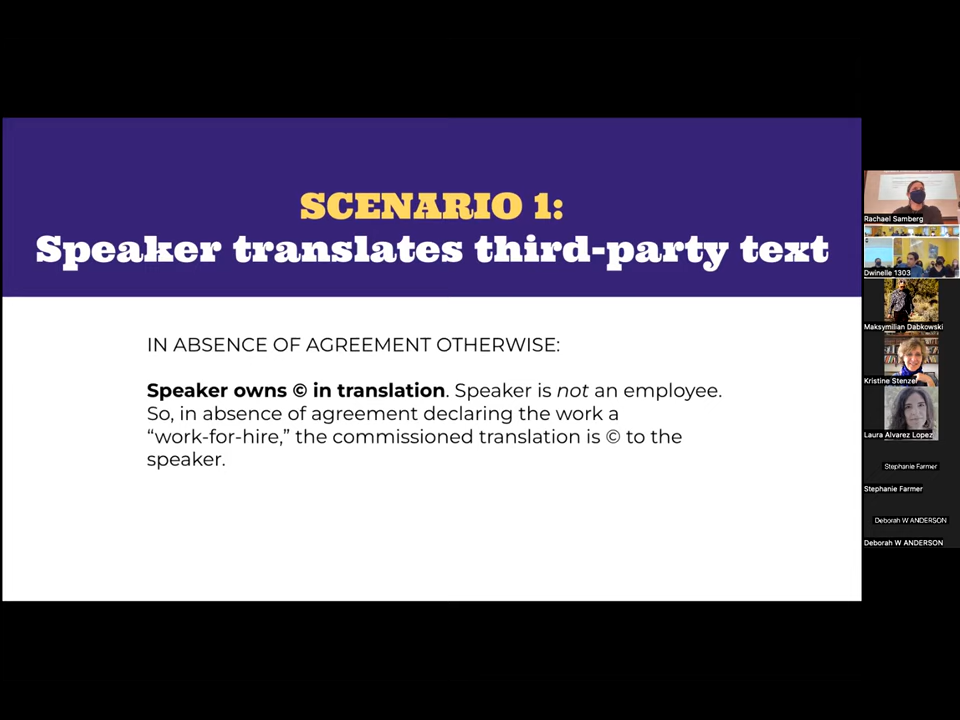 SCENARIO 1:
Speaker translates third-party text
IN ABSENCE OF AGREEMENT OTHERWISE:
Speaker owns © in translation. Speaker is not an employee.
So, in absence of agreement declaring the work a
“work-for-hire,” the commissioned translation is © to the
speaker.
Rachael Samberg
Dwinelle 1303
Maksymilian Dabkowski
Kristine Stenzel
Laura Alvarez Lopez
Stephanie Farmer
Stephanie Farmer
Deborah W ANDERSON
Deborah W ANDERSON